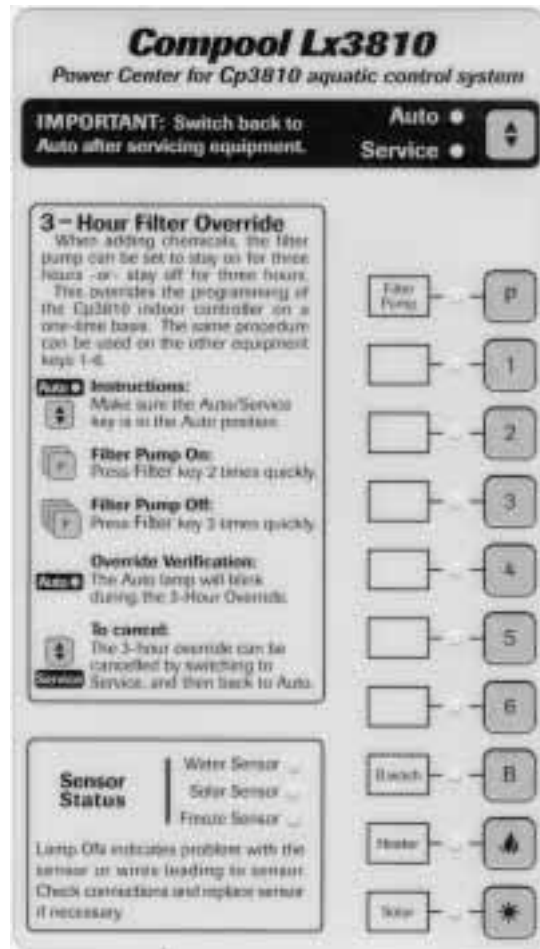 Compool Lx3810
Power Center for Cp3810 aquatic control system
IMPORTANT: Switch back to
Auto after servicing equipment.
Auto
Service
3 - Hour Filter Override
When adding chemicals, the filter
pump can be set to stay on for three
hours -or- stay off for three hours.
This overrides the programming of
the Cp3810 indoor controller on a
one-time basis. The same procedure
can be used on the other equipment
keys 1-6.
Auto
Instructions:
Make sure the Auto/Service
key is in the Auto position.
P
Filter Pump On:
Press Filter key 2 times quickly.
P
Filter Pump Off:
Press Filter key 3 times quickly.
Override Verification:
Auto
The Auto lamp will blink
during the 3-Hour Override.
To cancel:
The 3-hour override can be
cancelled by switching to
Service
Service, and then back to Auto.
Sensor
Status
Water Sensor
Solar Sensor
Freeze Sensor
Lamp ON indicates problem with the
sensor or wires leading to sensor.
Check connections and replace sensor
if necessary.
Filter
Pump
P
1
2
3
4
5
6
B switch
B
Heater
Solar